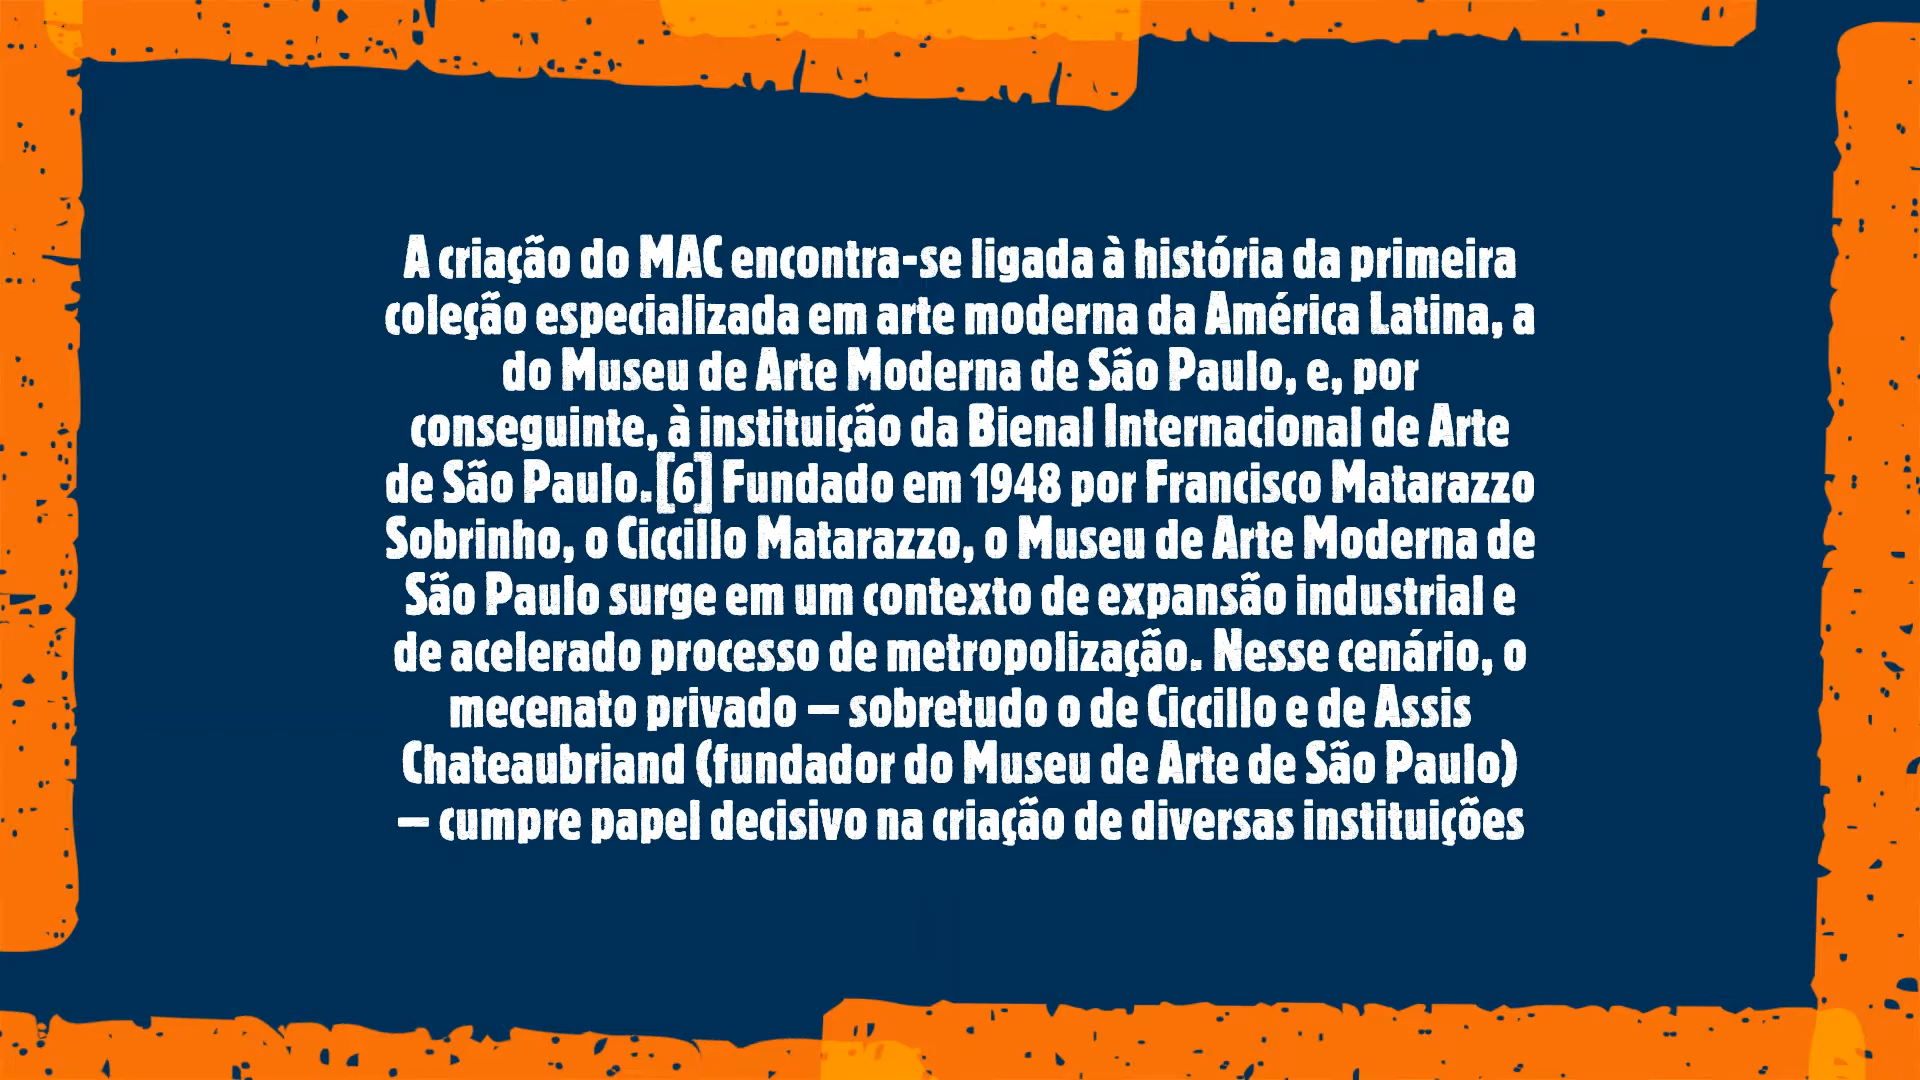 A criação do MAC encontra-se ligada à história da primeira
coleção especializada em arte moderna da América Latina, a
do Museu de Arte Moderna de São Paulo, e, por
conseguinte, à instituição da Bienal Internacional de Arte
de São Paulo.[6] Fundado em 1948 por Francisco Matarazzo
Sobrinho, o Ciccillo Matarazzo, o Museu de Arte Moderna de
São Paulo surge em um contexto de expansão industrial e
de acelerado processo de metropolização. Nesse cenário, o
mecenato privado — sobretudo o de Ciccillo e de Assis
Chateaubriand (fundador do Museu de Arte de São Paulo)
— cumpre papel decisivo na criação de diversas instituições